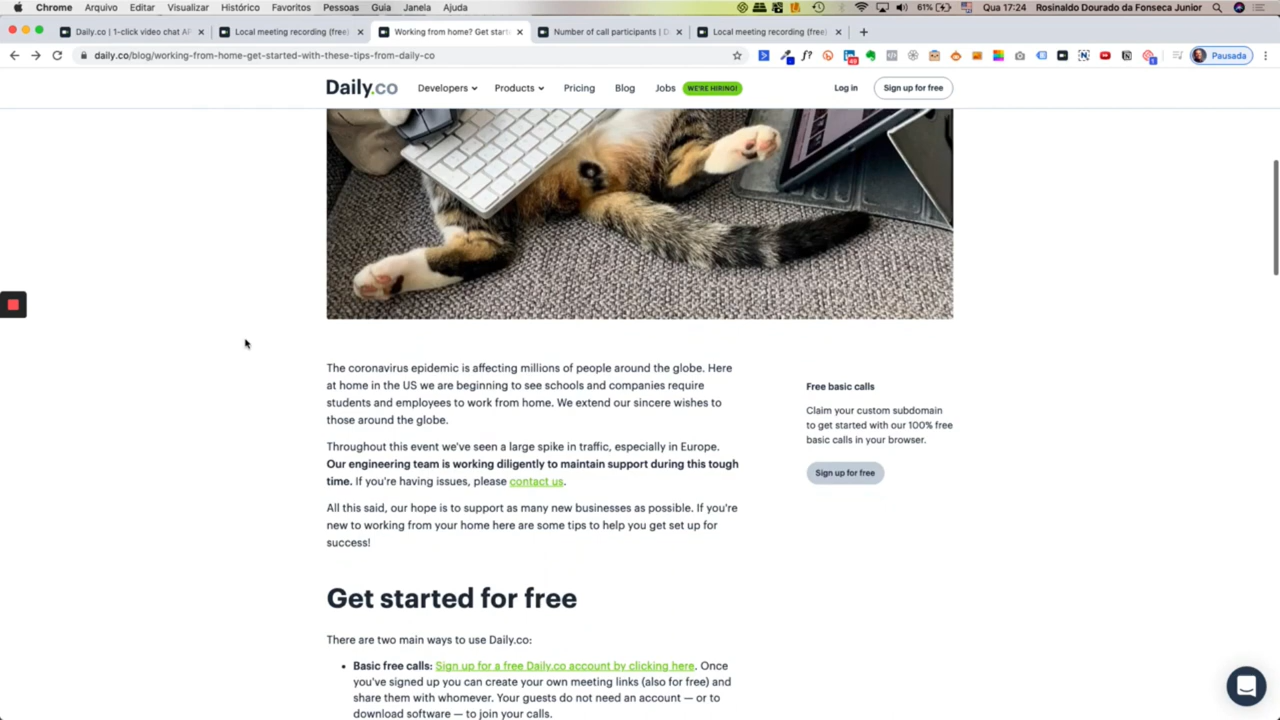 Chrome Arquivo Editar Visualizar Histórico Favoritos Pessoas Guia Janela Ajuda 61% Qua 17:24 Rosinaldo Dourado da Fonseca Junior
Daily.co | 1-click video chat AP Local meeting recording (free) Working from home? Get start Number of call participants | D Local meeting recording (free)
daily.co/blog/working-from-home-get-started-with-these-tips-from-daily-co Pausada
Daily.co Developers Products Pricing Blog Jobs WE'RE HIRING! Log in Sign up for free
The coronavirus epidemic is affecting millions of people around the globe. Here
at home in the US we are beginning to see schools and companies require
students and employees to work from home. We extend our sincere wishes to
those around the globe.
Throughout this event we've seen a large spike in traffic, especially in Europe.
Our engineering team is working diligently to maintain support during this tough
time. If you're having issues, please contact us.
All this said, our hope is to support as many new businesses as possible. If you're
new to working from your home here are some tips to help you get set up for
success!
Free basic calls
Claim your custom subdomain
to get started with our 100% free
basic calls in your browser.
Sign up for free
Get started for free
There are two main ways to use Daily.co:
• Basic free calls: Sign up for a free Daily.co account by clicking here. Once
you've signed up you can create your own meeting links (also for free) and
share them with whomever. Your guests do not need an account — or to
download software — to join your calls.